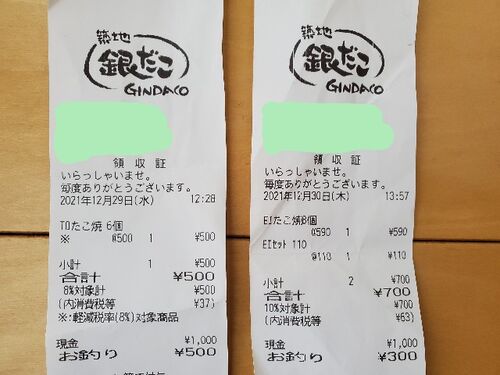 築地
銀だこ
GINDACO
領収証
いらっしゃいませ。
毎度ありがとうございます。
2021年12月29日(水) 12:28
TOたこ焼 6個
※ @500 1 ¥500
小計 1 ¥500
合計 ¥500
8%対象計 ¥500
(内消費税等 ¥37)
※:軽減税率(8%)対象商品
現金 ¥1,000
お釣り ¥500
築地
銀だこ
GINDACO
領収証
いらっしゃいませ。
毎度ありがとうございます。
2021年12月30日(木) 13:57
EIたこ焼8個
@590 1 ¥590
EIセット 110
@110 1 ¥110
小計 2 ¥700
合計 ¥700
10%対象計 ¥700
(内消費税等 ¥63)
現金 ¥1,000
お釣り ¥300